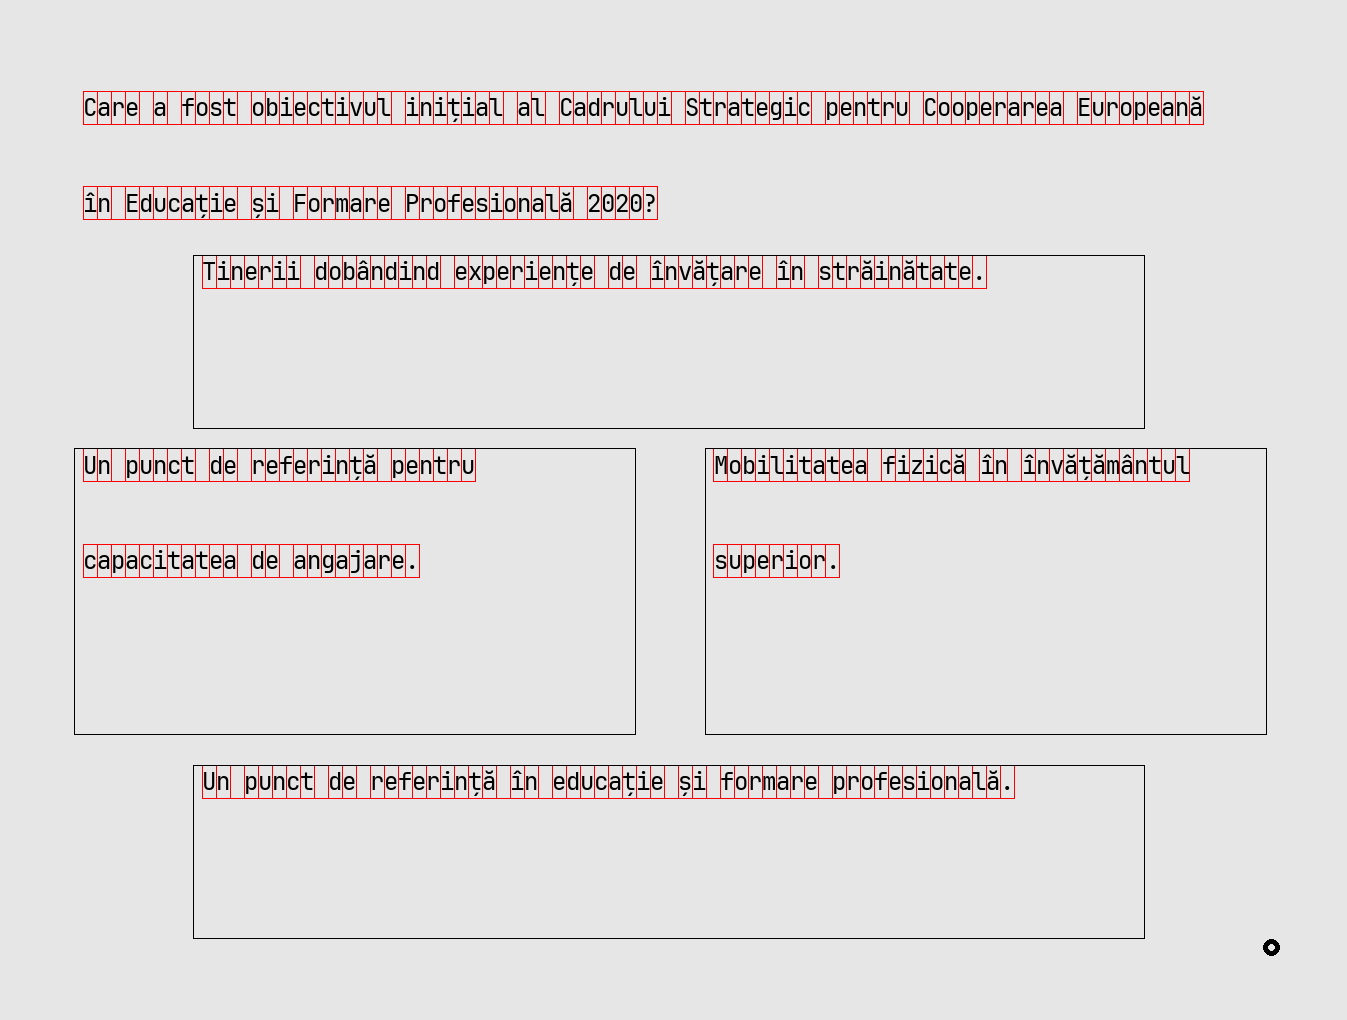 Care a fost obiectivul inițial al Cadrului Strategic pentru Cooperarea Europeană
în Educație și Formare Profesională 2020?
Tinerii dobândind experiențe de învățare în străinătate.
Un punct de referință pentru
capacitatea de angajare.
Mobilitatea fizică în învățământul
superior.
Un punct de referință în educație și formare profesională.